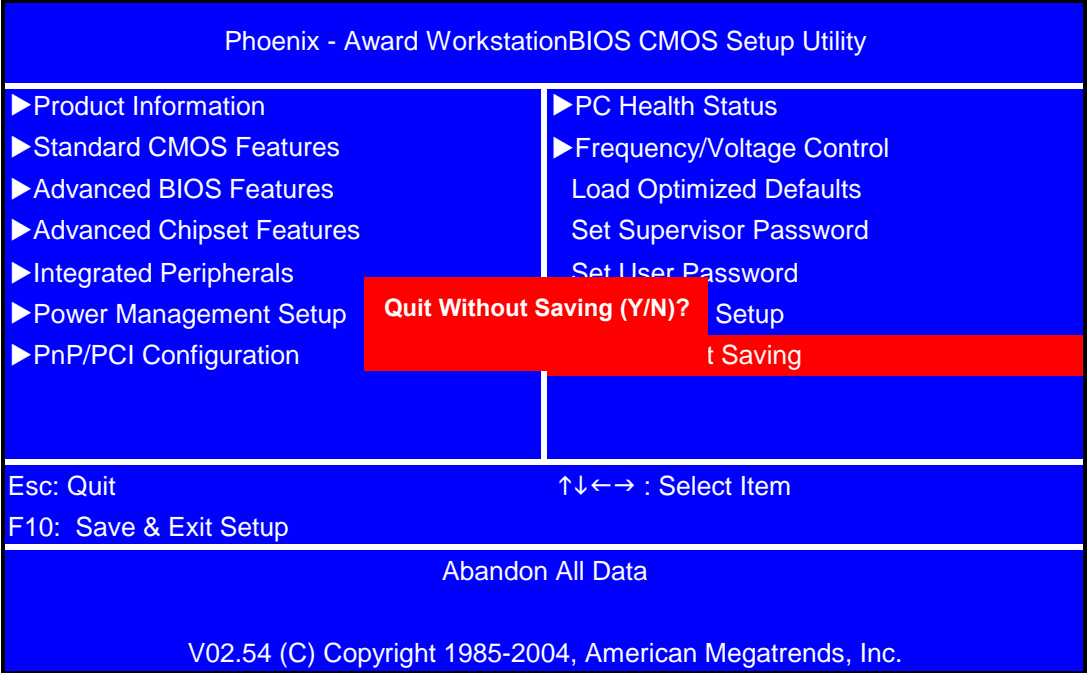 Phoenix - Award WorkstationBIOS CMOS Setup Utility
▶Product Information
▶Standard CMOS Features
▶Advanced BIOS Features
▶Advanced Chipset Features
▶Integrated Peripherals
▶Power Management Setup
▶PnP/PCI Configuration
▶PC Health Status
▶Frequency/Voltage Control
Load Optimized Defaults
Set Supervisor Password
Set User Password
Setup
t Saving
Quit Without Saving (Y/N)?
Esc: Quit
↑↓←→ : Select Item
F10: Save & Exit Setup
Abandon All Data
V02.54 (C) Copyright 1985-2004, American Megatrends, Inc.